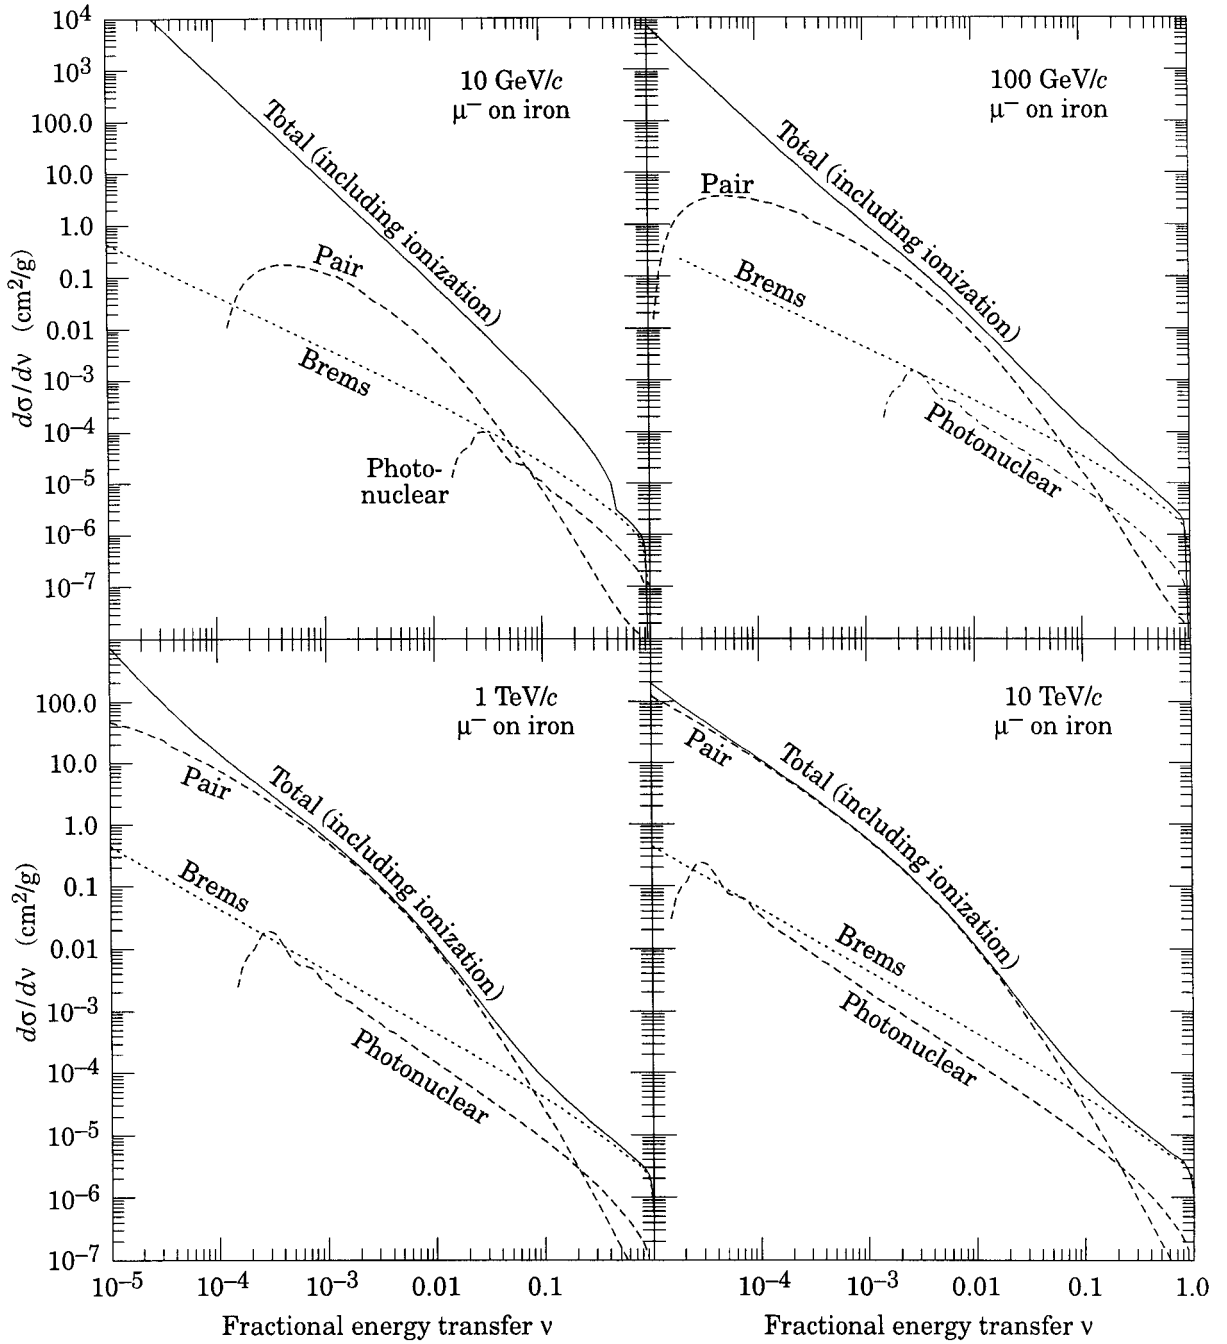 10⁴
10³
100.0
10.0
1.0
0.1
0.01
10⁻³
10⁻⁴
10⁻⁵
10⁻⁶
10⁻⁷
dσ/dν (cm²/g)
10 GeV/c
μ⁻ on iron
Total (including ionization)
Pair
Brems
Photo-
nuclear
100 GeV/c
μ⁻ on iron
Total (including ionization)
Pair
Brems
Photonuclear
100.0
10.0
1.0
0.1
0.01
10⁻³
10⁻⁴
10⁻⁵
10⁻⁶
10⁻⁷
dσ/dν (cm²/g)
1 TeV/c
μ⁻ on iron
Total (including ionization)
Pair
Brems
Photonuclear
10 TeV/c
μ⁻ on iron
Total (including ionization)
Pair
Brems
Photonuclear
10⁻⁵ 10⁻⁴ 10⁻³ 0.01 0.1 10⁻⁴ 10⁻³ 0.01 0.1 1.0
Fractional energy transfer ν Fractional energy transfer ν